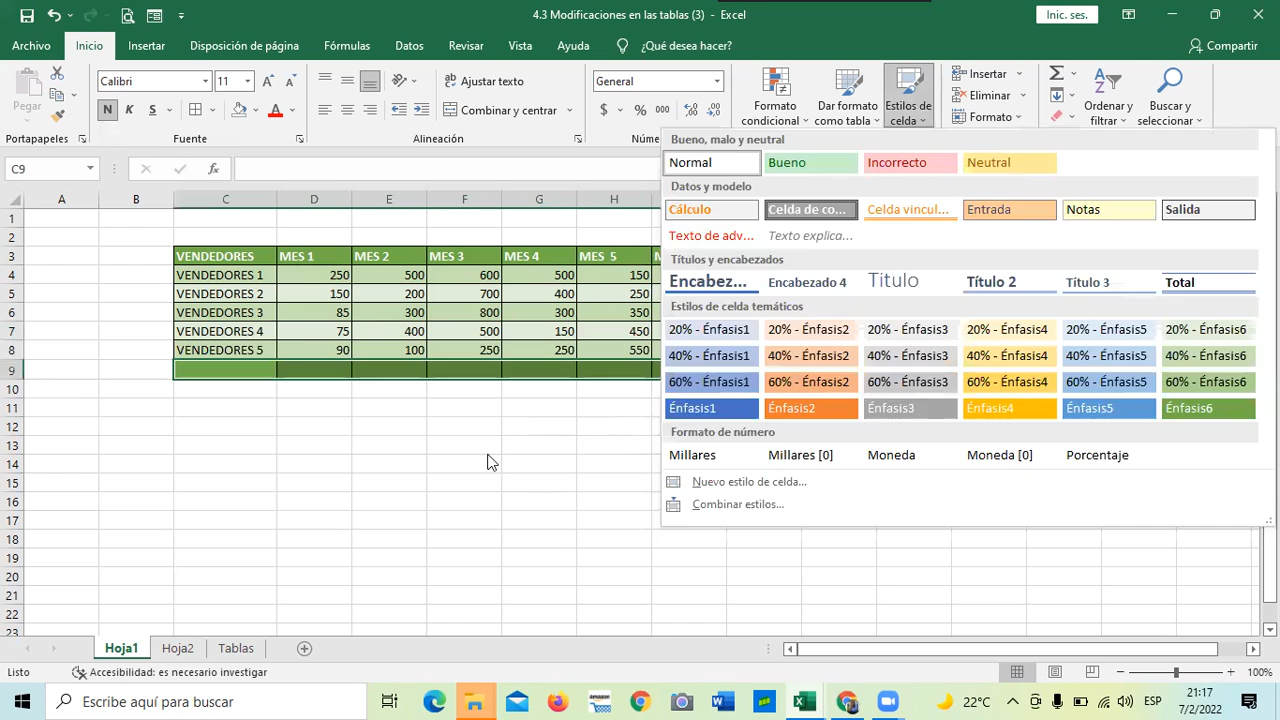 4.3 Modificaciones en las tablas (3) - Excel
Inic. ses.
Archivo Inicio Insertar Disposición de página Fórmulas Datos Revisar Vista Ayuda ¿Qué desea hacer? Compartir
Pegar
Calibri 11
Ajustar texto
General
Insertar
N K S
Combinar y centrar
$ % 000
Eliminar
Formato condicional
Dar formato como tabla
Estilos de celda
Formato
Ordenar y filtrar
Buscar y seleccionar
Portapapeles Fuente Alineación
C9
fx
A B C D E F G H
1
2
3 VENDEDORES MES 1 MES 2 MES 3 MES 4 MES 5
4 VENDEDORES 1 250 500 600 500 150
5 VENDEDORES 2 150 200 700 400 250
6 VENDEDORES 3 85 300 800 300 350
7 VENDEDORES 4 75 400 500 150 450
8 VENDEDORES 5 90 100 250 250 550
9
10
11
12
13
14
15
16
17
18
19
20
21
22
23
Bueno, malo y neutral
Normal Bueno Incorrecto Neutral
Datos y modelo
Cálculo Celda de co... Celda vincul... Entrada Notas Salida
Texto de adv... Texto explica...
Títulos y encabezados
Encabez... Encabezado 4 Título Título 2 Título 3 Total
Estilos de celda temáticos
20% - Énfasis1 20% - Énfasis2 20% - Énfasis3 20% - Énfasis4 20% - Énfasis5 20% - Énfasis6
40% - Énfasis1 40% - Énfasis2 40% - Énfasis3 40% - Énfasis4 40% - Énfasis5 40% - Énfasis6
60% - Énfasis1 60% - Énfasis2 60% - Énfasis3 60% - Énfasis4 60% - Énfasis5 60% - Énfasis6
Énfasis1 Énfasis2 Énfasis3 Énfasis4 Énfasis5 Énfasis6
Formato de número
Millares Millares [0] Moneda Moneda [0] Porcentaje
Nuevo estilo de celda...
Combinar estilos...
Hoja1 Hoja2 Tablas
Listo Accesibilidad: es necesario investigar 100%
Escribe aquí para buscar
22°C
ESP
21:17
7/2/2022